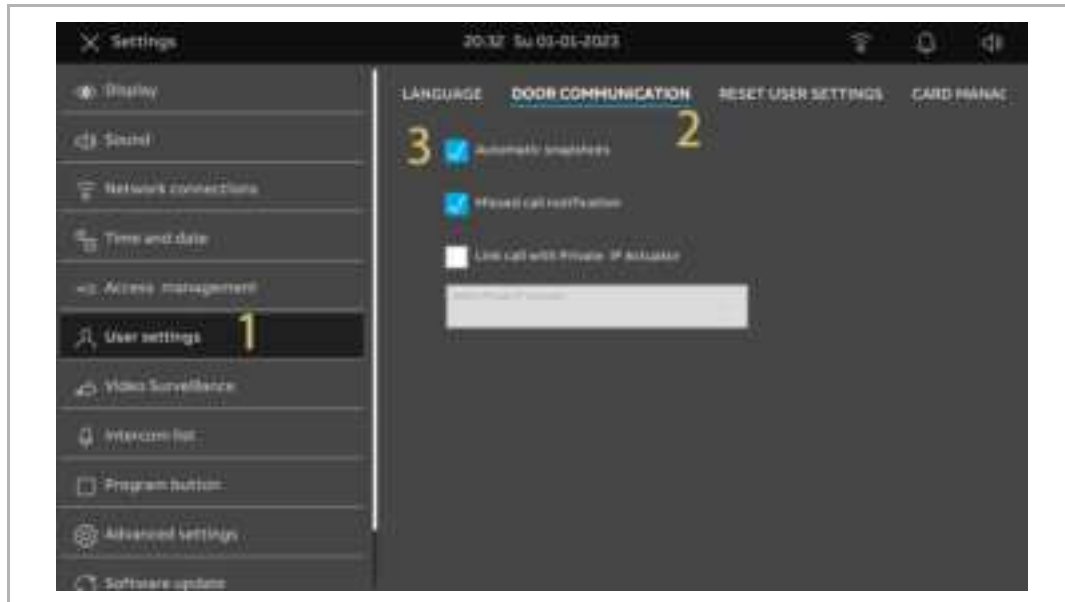 Settings 20:32 Su 01-01-2023
Display
Sound
Network connections
Time and date
Access management
User settings 1
Video Surveillance
Intercom list
Program button
Advanced settings
Software update
LANGUAGE DOOR COMMUNICATION RESET USER SETTINGS CARD MANAG
2
3 Automatic snapshots
Missed call notification
Link call with Private IP Actuator